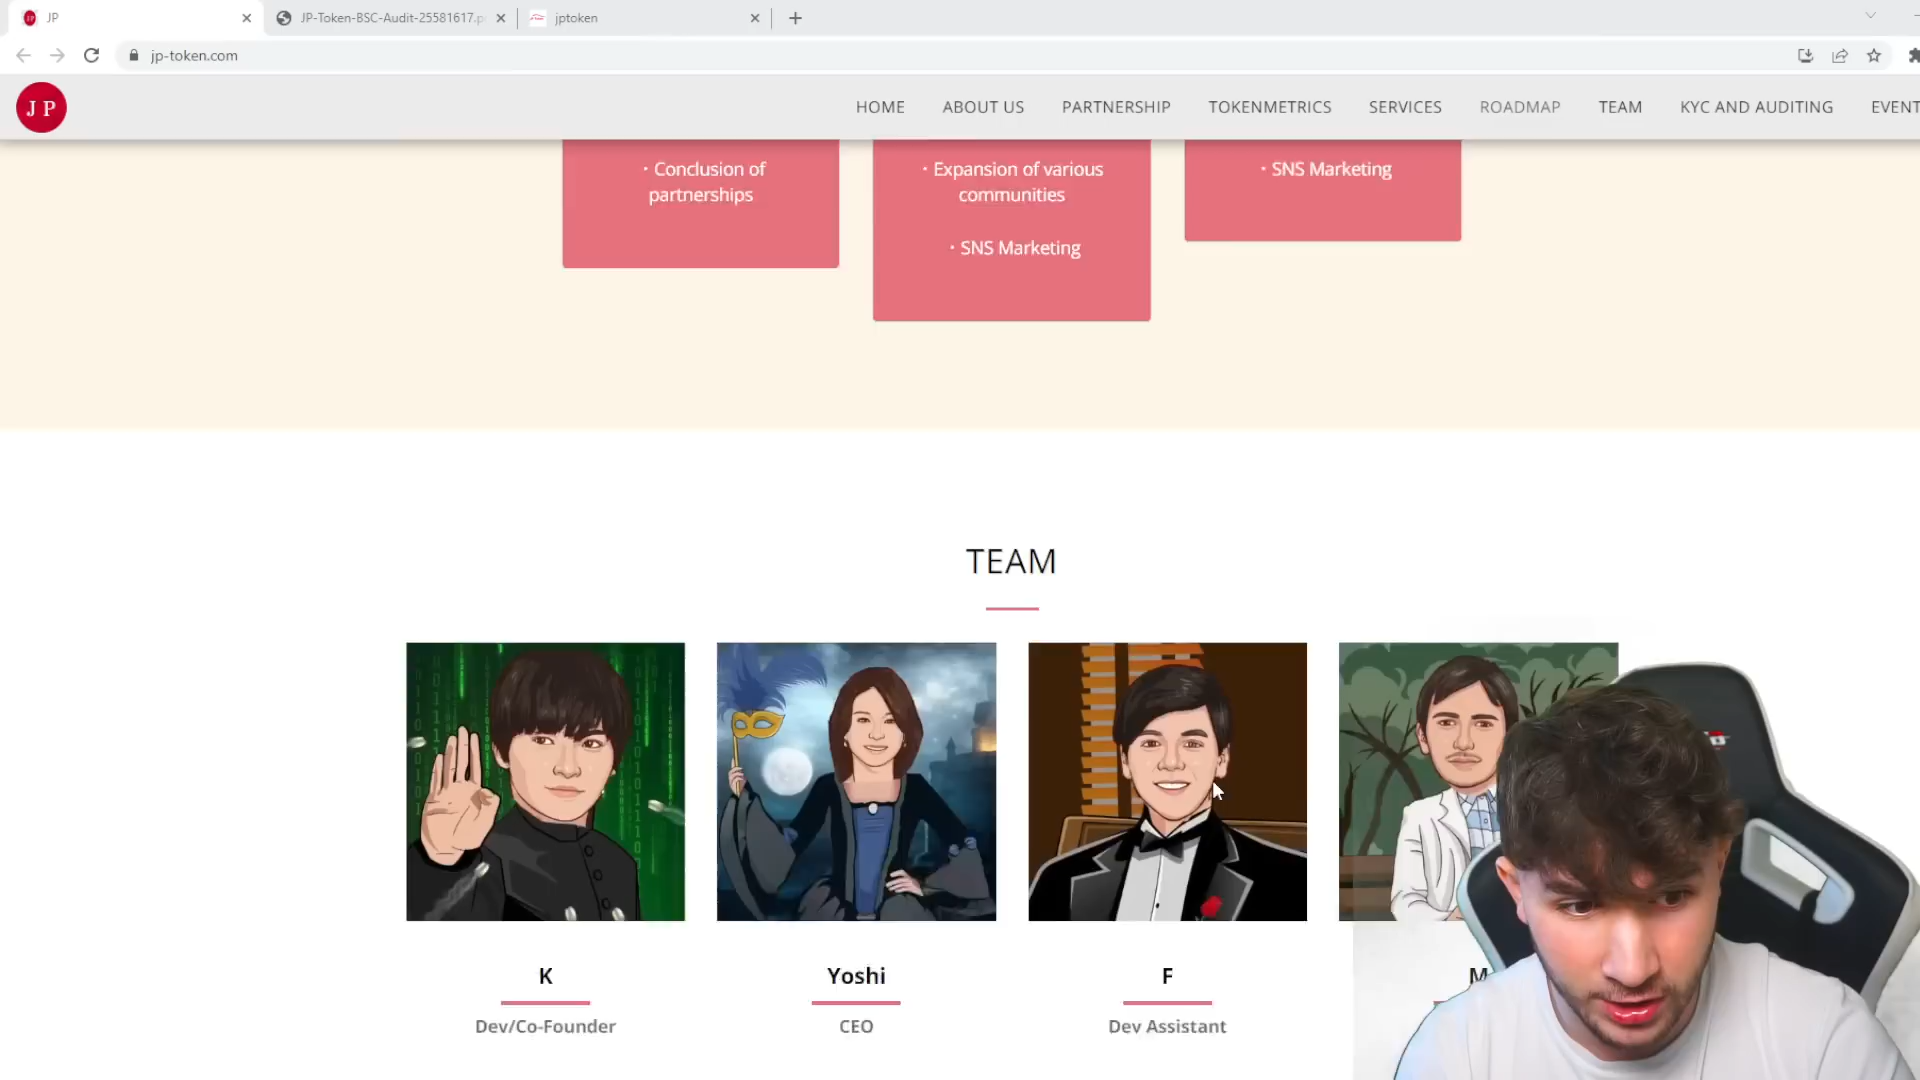 JP
JP-Token-BSC-Audit-25581617.p
jptoken
jp-token.com
J P
HOME
ABOUT US
PARTNERSHIP
TOKENMETRICS
SERVICES
ROADMAP
TEAM
KYC AND AUDITING
EVENT
・Conclusion of
partnerships
・Expansion of various
communities
・SNS Marketing
・SNS Marketing
TEAM
K
Dev/Co-Founder
Yoshi
CEO
F
Dev Assistant
M